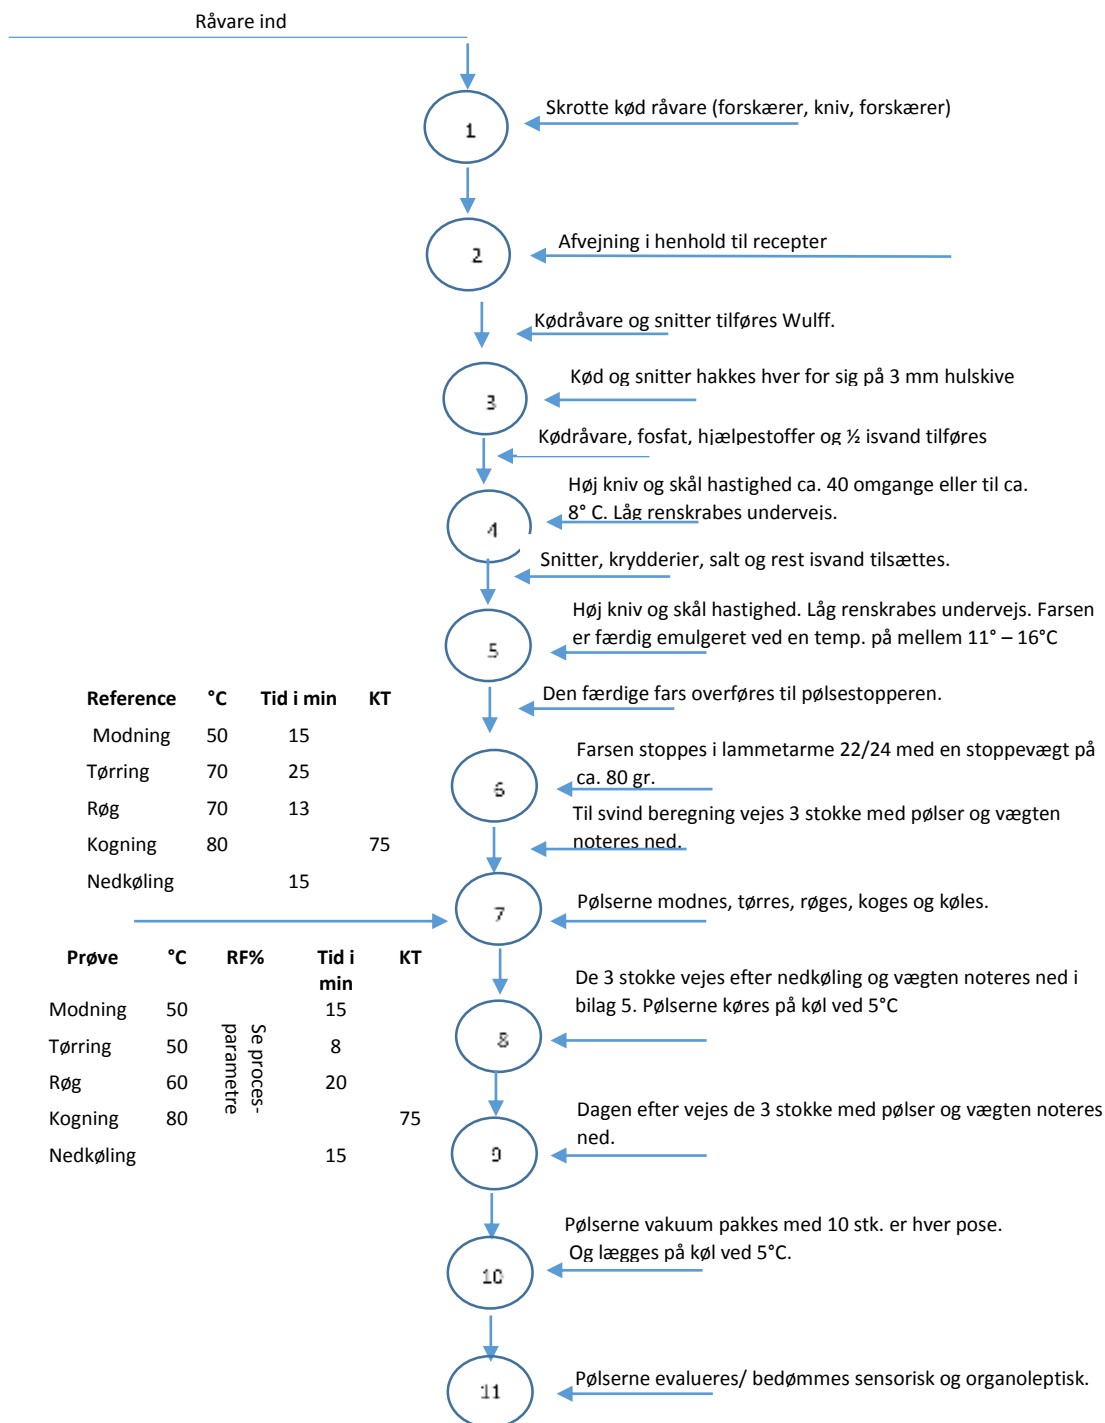 Råvare ind
1
Skrotte kød råvare (forskærer, kniv, forskærer)
2
Afvejning i henhold til recepter
Kødråvare og snitter tilføres Wulff.
3
Kød og snitter hakkes hver for sig på 3 mm hulskive
Kødråvare, fosfat, hjælpestoffer og ½ isvand tilføres
4
Høj kniv og skål hastighed ca. 40 omgange eller til ca.
8° C. Låg renskrabes undervejs.
Snitter, krydderier, salt og rest isvand tilsættes.
5
Høj kniv og skål hastighed. Låg renskrabes undervejs. Farsen
er færdig emulgeret ved en temp. på mellem 11° – 16°C
Den færdige fars overføres til pølsestopperen.
6
Farsen stoppes i lammetarme 22/24 med en stoppevægt på
ca. 80 gr.
Til svind beregning vejes 3 stokke med pølser og vægten
noteres ned.
Reference °C Tid i min KT
Modning 50 15
Tørring 70 25
Røg 70 13
Kogning 80 75
Nedkøling 15
7
Pølserne modnes, tørres, røges, koges og køles.
Prøve °C RF% Tid i KT
min
Modning 50 15
Tørring 50 8
Røg 60 20
Kogning 80 75
Nedkøling 15
Se proces-
parametre
8
De 3 stokke vejes efter nedkøling og vægten noteres ned i
bilag 5. Pølserne køres på køl ved 5°C
9
Dagen efter vejes de 3 stokke med pølser og vægten noteres
ned.
10
Pølserne vakuum pakkes med 10 stk. er hver pose.
Og lægges på køl ved 5°C.
11
Pølserne evalueres/ bedømmes sensorisk og organoleptisk.